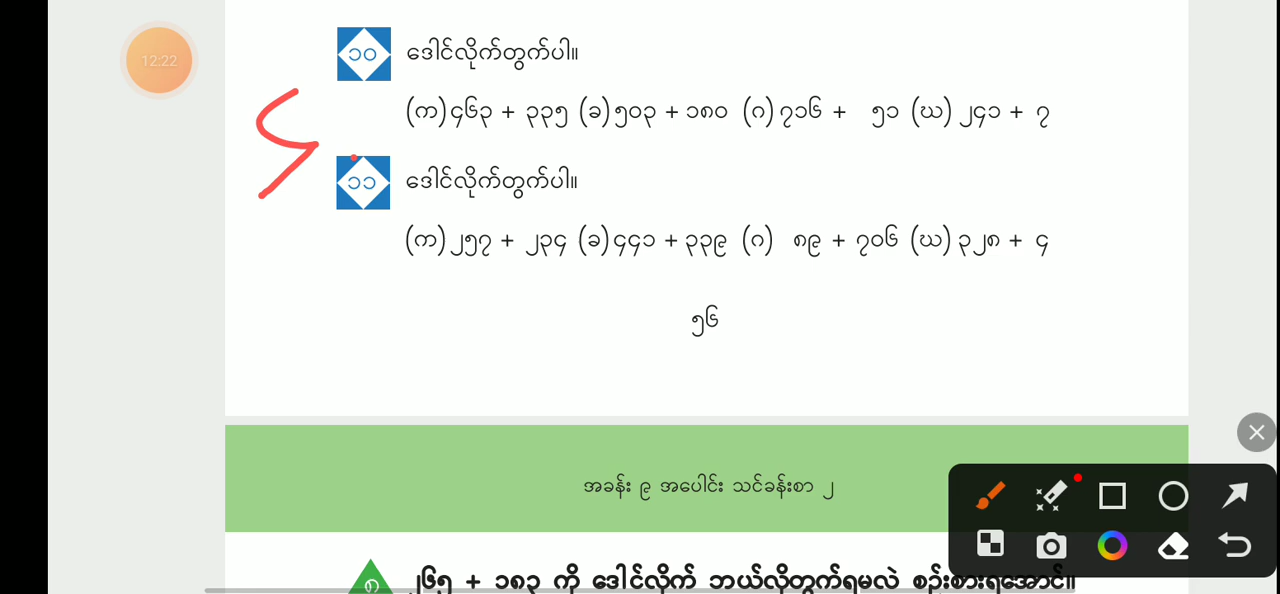 12:22
၁၀ ဒေါင်လိုက်တွက်ပါ။
(က) ၄၆၃ + ၃၃၅ (ခ) ၅၀၃ + ၁၈၀ (ဂ) ၇၁၆ + ၅၁ (ဃ) ၂၄၁ + ၇
၁၁ ဒေါင်လိုက်တွက်ပါ။
(က) ၂၅၇ + ၂၃၄ (ခ) ၄၄၁ + ၃၃၉ (ဂ) ၈၉ + ၇၀၆ (ဃ) ၃၂၈ + ၄
၅၆
အခန်း ၉ အပေါင်း သင်ခန်းစာ ၂
၂၆၅ + ၁၈၃ ကို ဒေါင်လိုက် ဘယ်လိုတွက်ရမလဲ စဉ်းစားရအောင်။